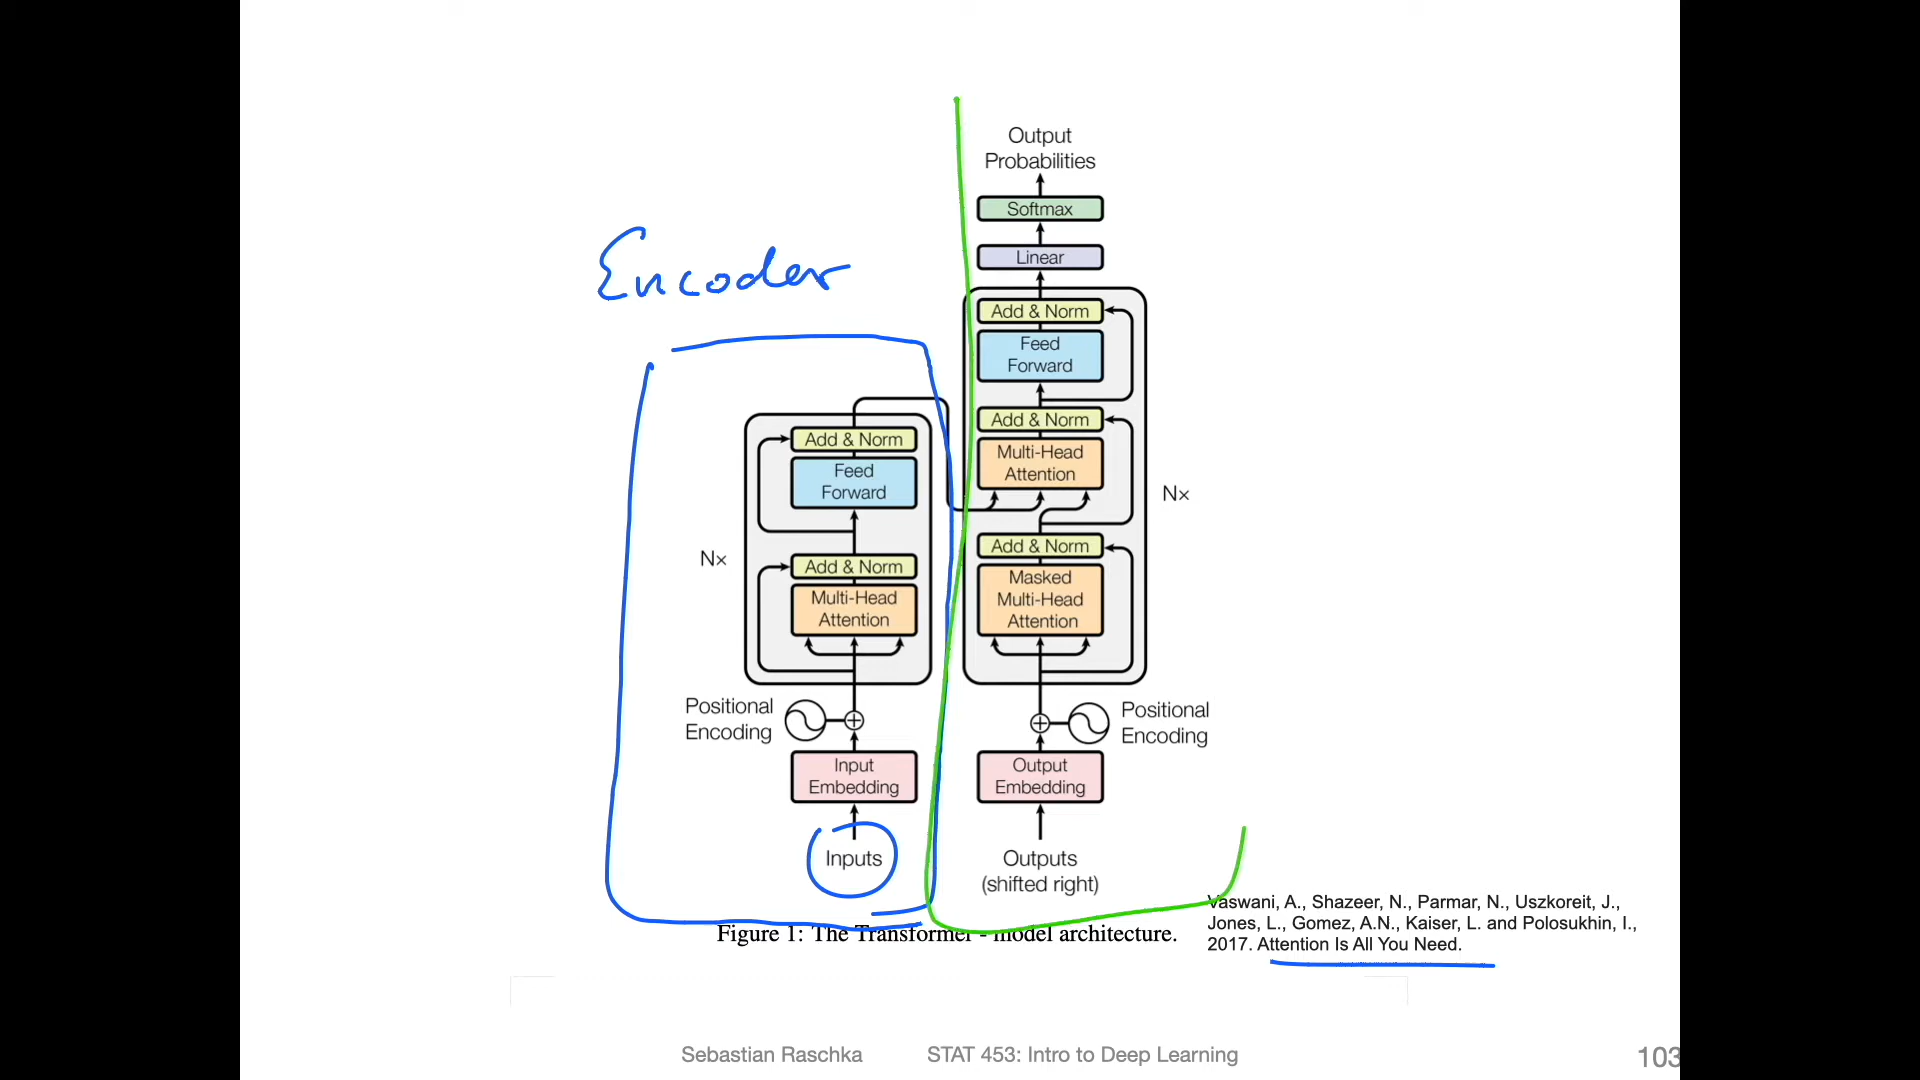 Output
Probabilities
Softmax
Linear
Encoder
Add & Norm
Feed
Forward
Add & Norm
Multi-Head
Attention
Nx
Add & Norm
Masked
Multi-Head
Attention
Add & Norm
Feed
Forward
Nx
Add & Norm
Multi-Head
Attention
Positional
Encoding
Positional
Encoding
Input
Embedding
Output
Embedding
Inputs
Outputs
(shifted right)
Figure 1: The Transformer - model architecture.
Vaswani, A., Shazeer, N., Parmar, N., Uszkoreit, J.,
Jones, L., Gomez, A.N., Kaiser, L. and Polosukhin, I.,
2017. Attention Is All You Need.
Sebastian Raschka
STAT 453: Intro to Deep Learning
103